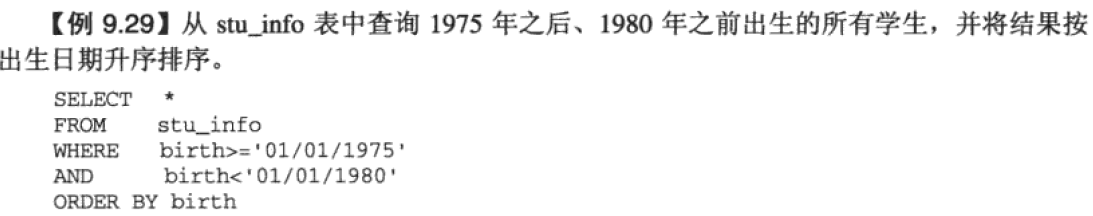 【例 9.29】从 stu_info 表中查询 1975 年之后、1980 年之前出生的所有学生，并将结果按
出生日期升序排序。
SELECT *
FROM stu_info
WHERE birth>='01/01/1975'
AND birth<'01/01/1980'
ORDER BY birth